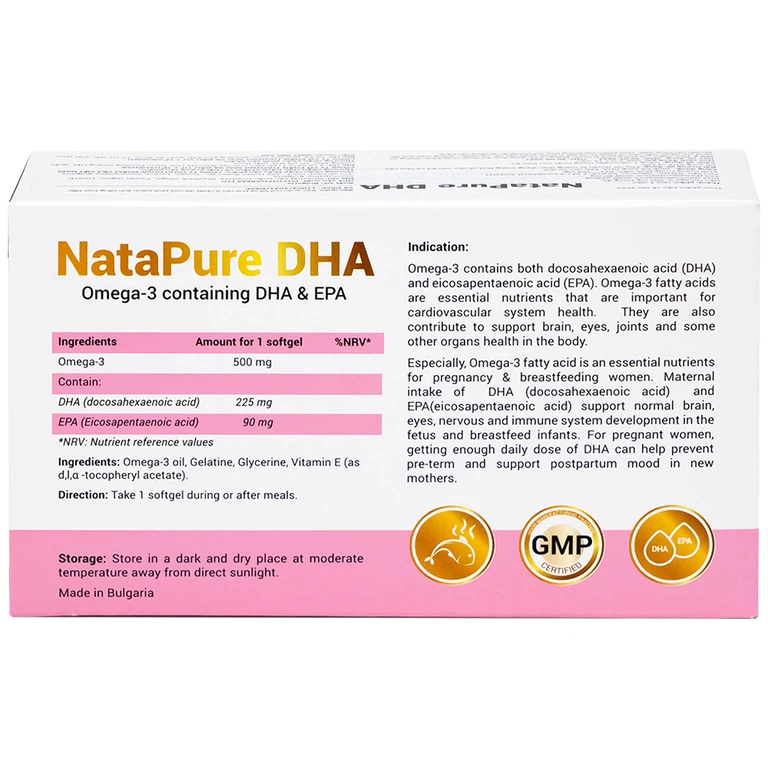 NataPure DHA
NataPure DHA
Omega-3 containing DHA & EPA
Ingredients Amount for 1 softgel %NRV*
Omega-3 500 mg
Contain:
DHA (docosahexaenoic acid) 225 mg
EPA (Eicosapentaenoic acid) 90 mg
*NRV: Nutrient reference values
Ingredients: Omega-3 oil, Gelatine, Glycerine, Vitamin E (as
d,l,α -tocopheryl acetate).
Direction: Take 1 softgel during or after meals.
Storage: Store in a dark and dry place at moderate
temperature away from direct sunlight.
Made in Bulgaria
Indication:
Omega-3 contains both docosahexaenoic acid (DHA)
and eicosapentaenoic acid (EPA). Omega-3 fatty acids
are essential nutrients that are important for
cardiovascular system health. They are also
contribute to support brain, eyes, joints and some
other organs health in the body.
Especially, Omega-3 fatty acid is an essential nutrients
for pregnancy & breastfeeding women. Maternal
intake of DHA (docosahexaenoic acid) and
EPA(eicosapentaenoic acid) support normal brain,
eyes, nervous and immune system development in the
fetus and breastfeed infants. For pregnant women,
getting enough daily dose of DHA can help prevent
pre-term and support postpartum mood in new
mothers.
GMP
CERTIFIED
DHA
EPA